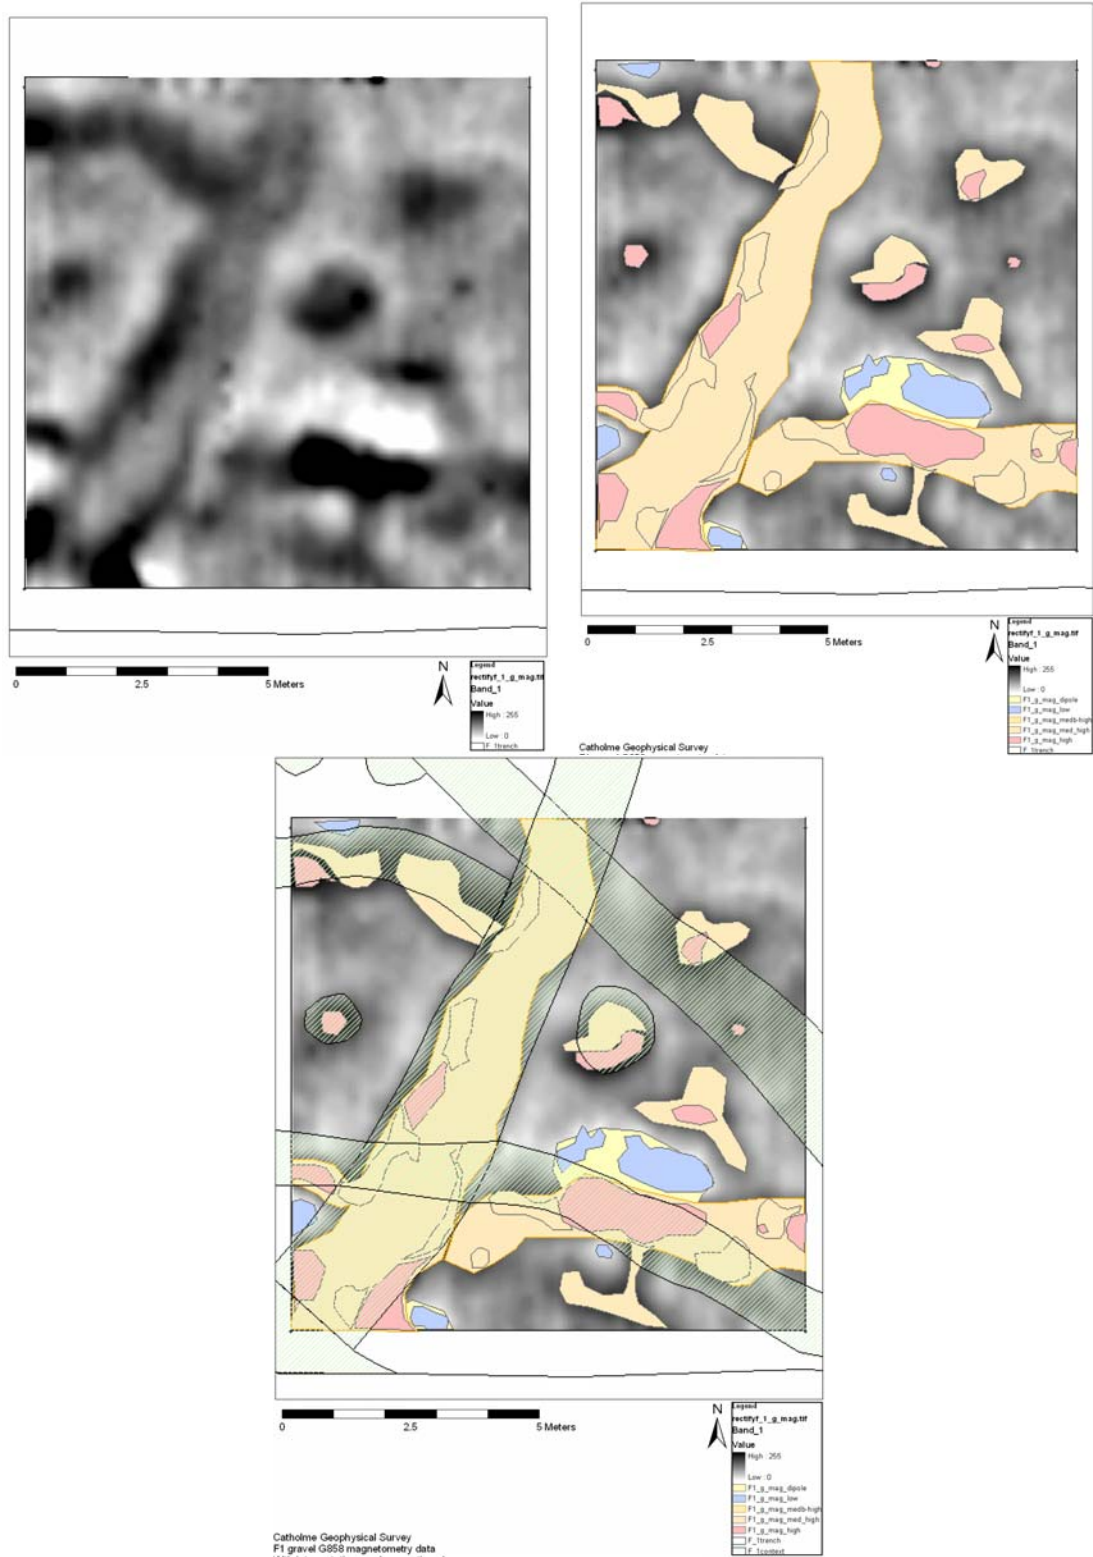 0 2.5 5 Meters
N
Legend
rectifyf_1_g_mag.tif
Band_1
Value
High : 255
Low : 0
F_1trench
0 2.5 5 Meters
N
Legend
rectifyf_1_g_mag.tif
Band_1
Value
High : 255
Low : 0
F1_g_mag_dipole
F1_g_mag_low
F1_g_mag_medb-high
F1_g_mag_med_high
F1_g_mag_high
F_1trench
Catholme Geophysical Survey
0 2.5 5 Meters
N
Legend
rectifyf_1_g_mag.tif
Band_1
Value
High : 255
Low : 0
F1_g_mag_dipole
F1_g_mag_low
F1_g_mag_medb-high
F1_g_mag_med_high
F1_g_mag_high
F_1trench
F_1context
Catholme Geophysical Survey
F1 gravel G858 magnetometry data